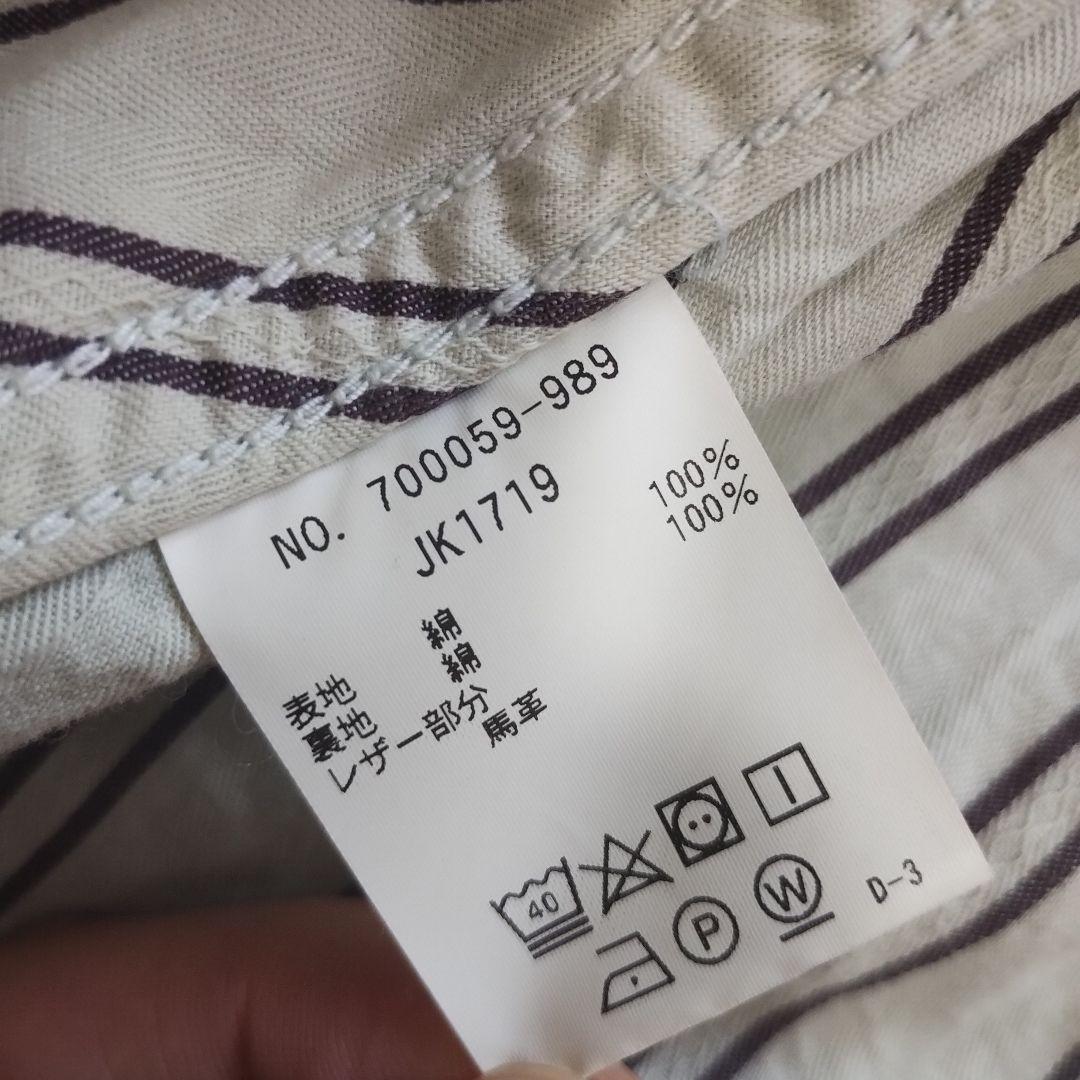 NO. 700059-989
JK1719
表地 綿 100%
裏地 綿 100%
レザー部分
馬革
40
P
W
D-3